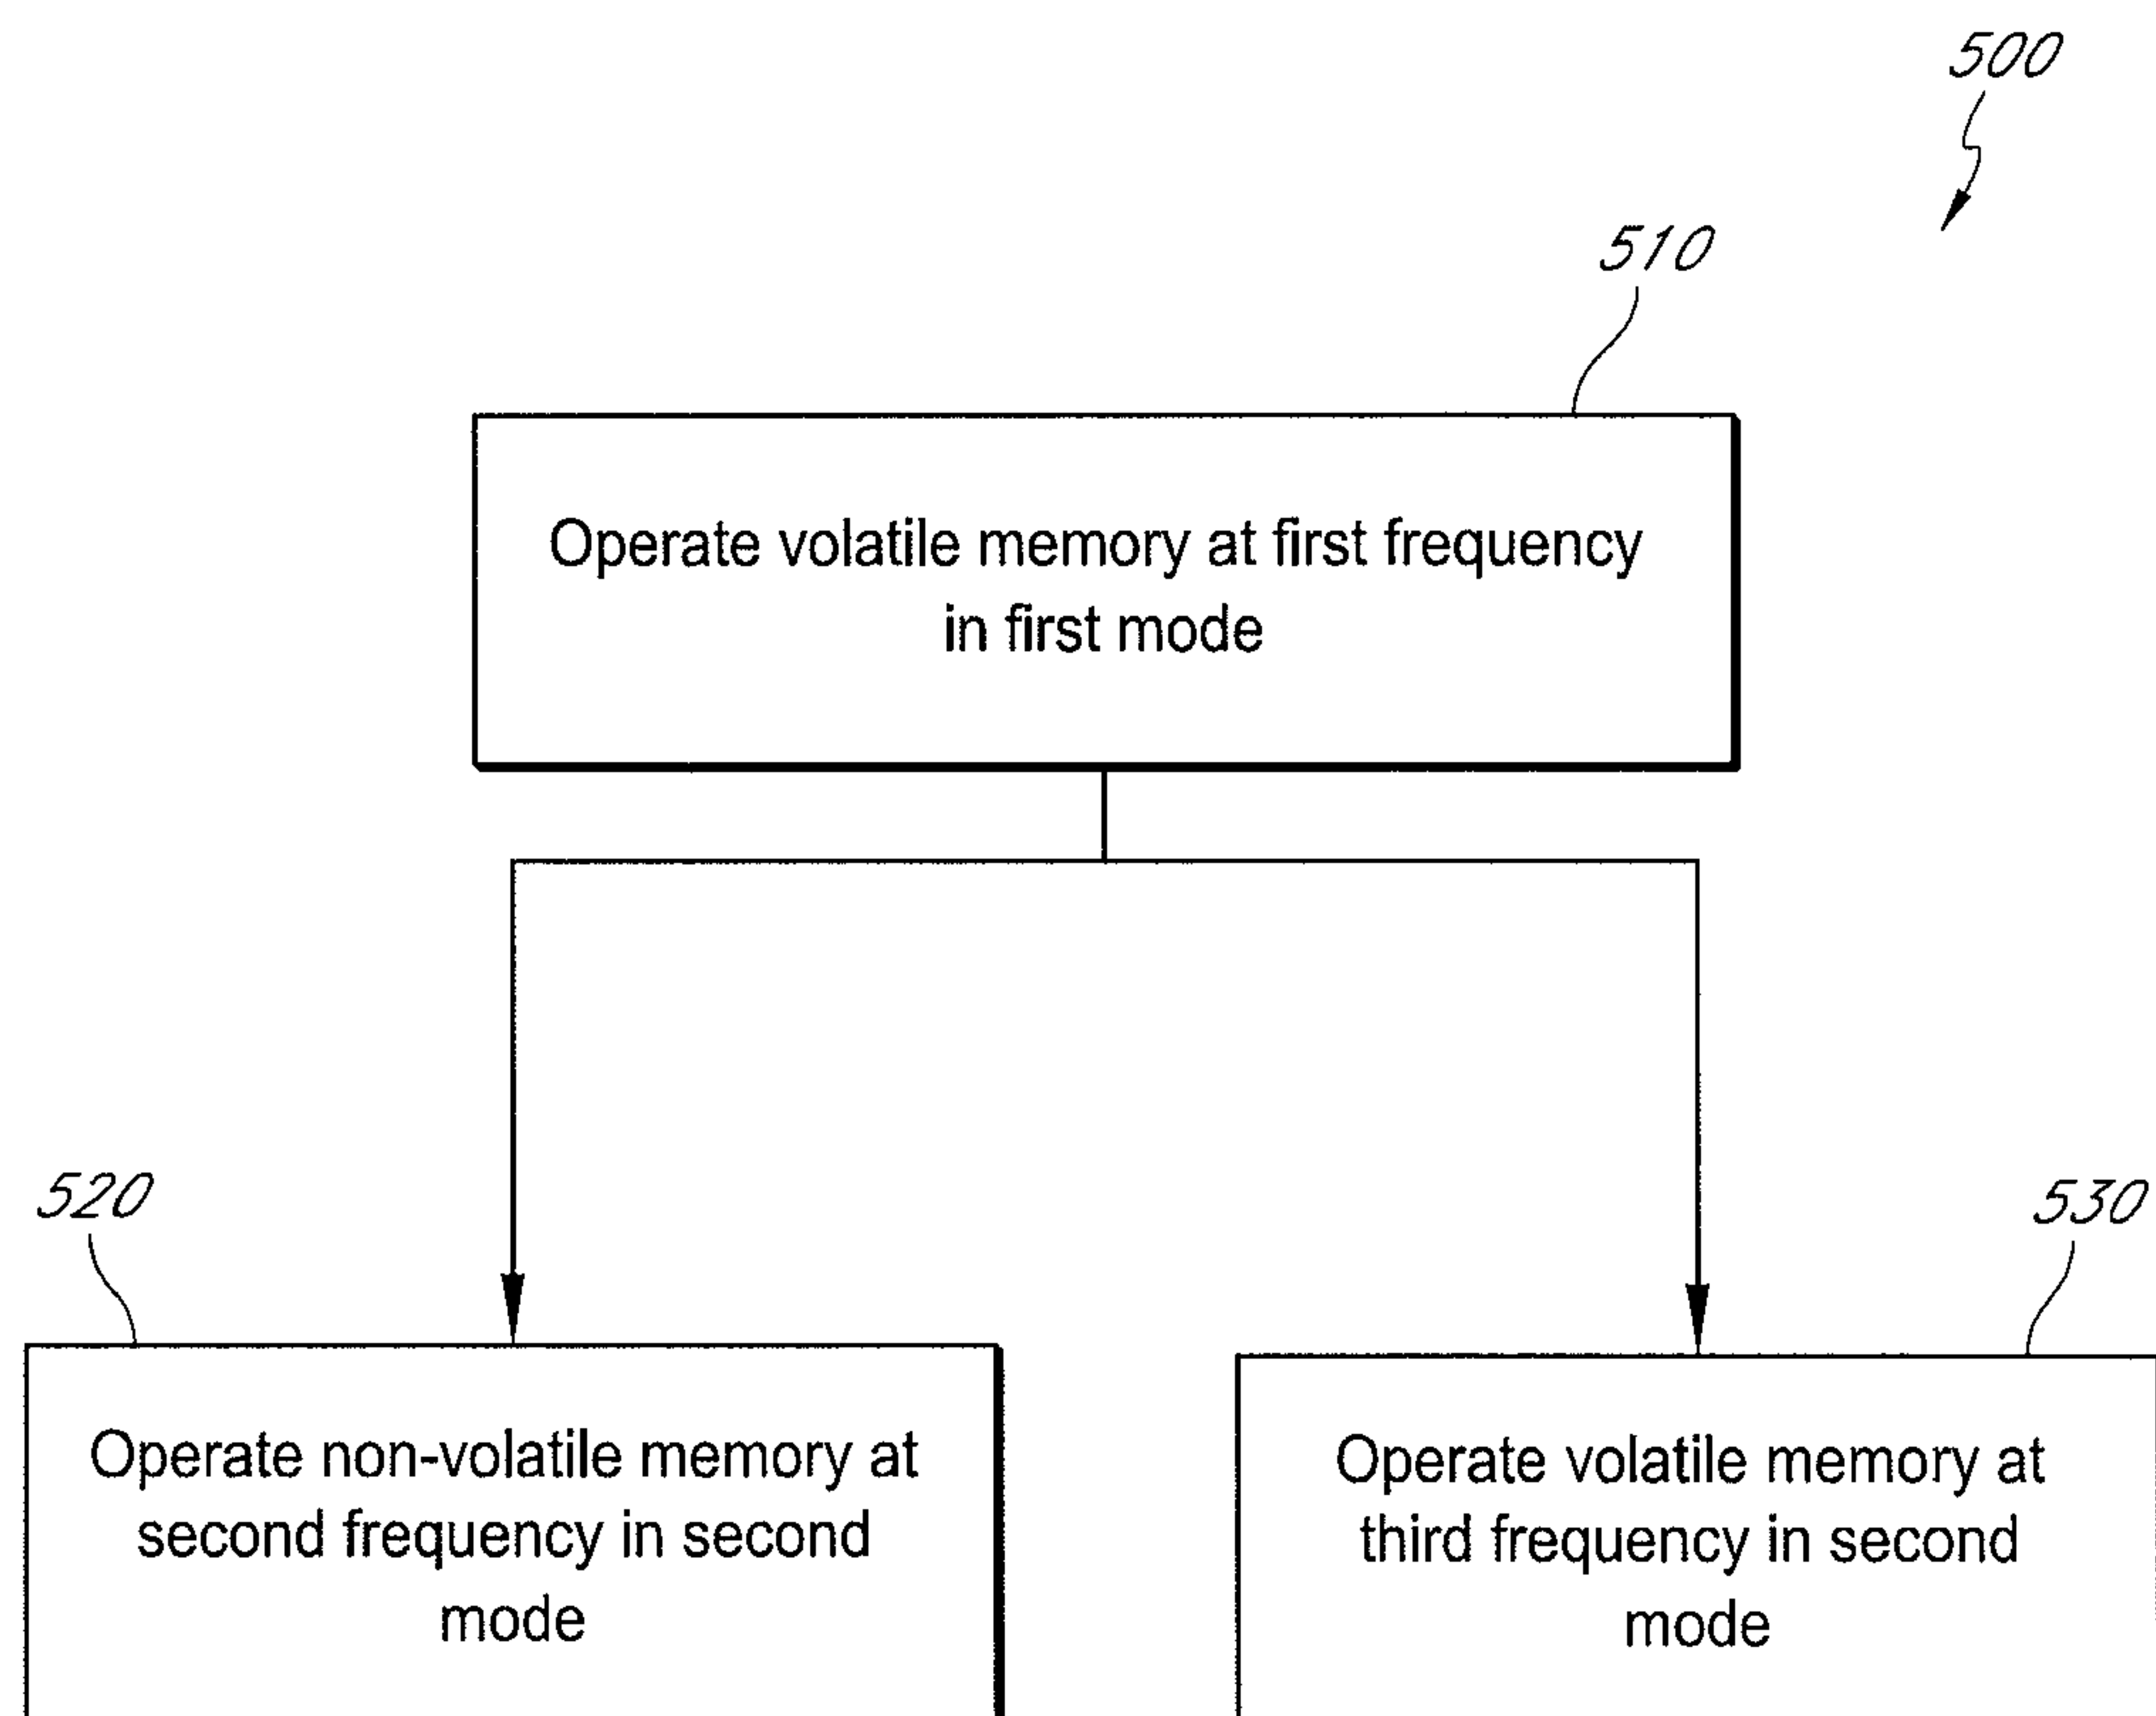 500
510
Operate volatile memory at first frequency
in first mode
520
530
Operate non-volatile memory at
second frequency in second
mode
Operate volatile memory at
third frequency in second
mode